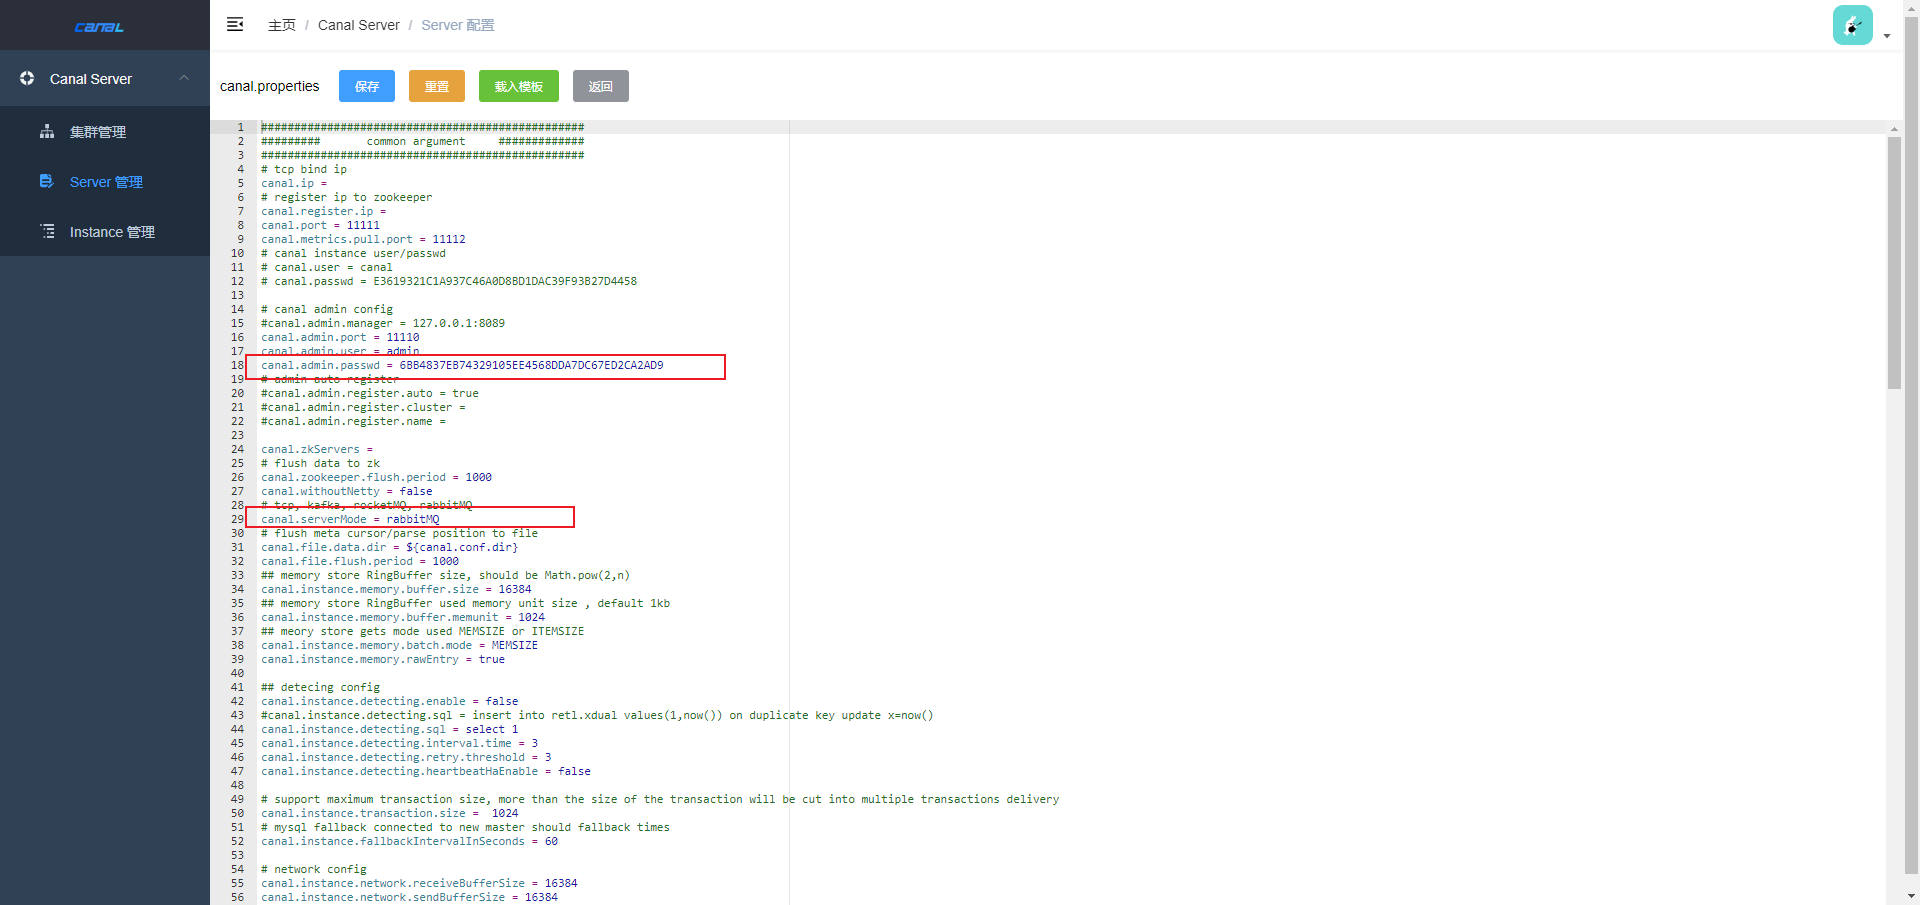 canal
主页 / Canal Server / Server 配置
Canal Server
集群管理
Server 管理
Instance 管理
canal.properties 保存 重置 载入模板 返回
1 #################################################
2 ######### common argument #############
3 #################################################
4 # tcp bind ip
5 canal.ip =
6 # register ip to zookeeper
7 canal.register.ip =
8 canal.port = 11111
9 canal.metrics.pull.port = 11112
10 # canal instance user/passwd
11 # canal.user = canal
12 # canal.passwd = E3619321C1A937C46A0D8BD1DAC39F93B27D4458
13
14 # canal admin config
15 #canal.admin.manager = 127.0.0.1:8089
16 canal.admin.port = 11110
17 canal.admin.user = admin
18 canal.admin.passwd = 6BB4837EB74329105EE4568DDA7DC67ED2CA2AD9
19 # admin auto register
20 #canal.admin.register.auto = true
21 #canal.admin.register.cluster =
22 #canal.admin.register.name =
23
24 canal.zkServers =
25 # flush data to zk
26 canal.zookeeper.flush.period = 1000
27 canal.withoutNetty = false
28 # tcp, kafka, rocketMQ, rabbitMQ
29 canal.serverMode = rabbitMQ
30 # flush meta cursor/parse position to file
31 canal.file.data.dir = ${canal.conf.dir}
32 canal.file.flush.period = 1000
33 ## memory store RingBuffer size, should be Math.pow(2,n)
34 canal.instance.memory.buffer.size = 16384
35 ## memory store RingBuffer used memory unit size , default 1kb
36 canal.instance.memory.buffer.memunit = 1024
37 ## meory store gets mode used MEMSIZE or ITEMSIZE
38 canal.instance.memory.batch.mode = MEMSIZE
39 canal.instance.memory.rawEntry = true
40
41 ## detecing config
42 canal.instance.detecting.enable = false
43 #canal.instance.detecting.sql = insert into retl.xdual values(1,now()) on duplicate key update x=now()
44 canal.instance.detecting.sql = select 1
45 canal.instance.detecting.interval.time = 3
46 canal.instance.detecting.retry.threshold = 3
47 canal.instance.detecting.heartbeatHaEnable = false
48
49 # support maximum transaction size, more than the size of the transaction will be cut into multiple transactions delivery
50 canal.instance.transaction.size =  1024
51 # mysql fallback connected to new master should fallback times
52 canal.instance.fallbackIntervalInSeconds = 60
53
54 # network config
55 canal.instance.network.receiveBufferSize = 16384
56 canal.instance.network.sendBufferSize = 16384